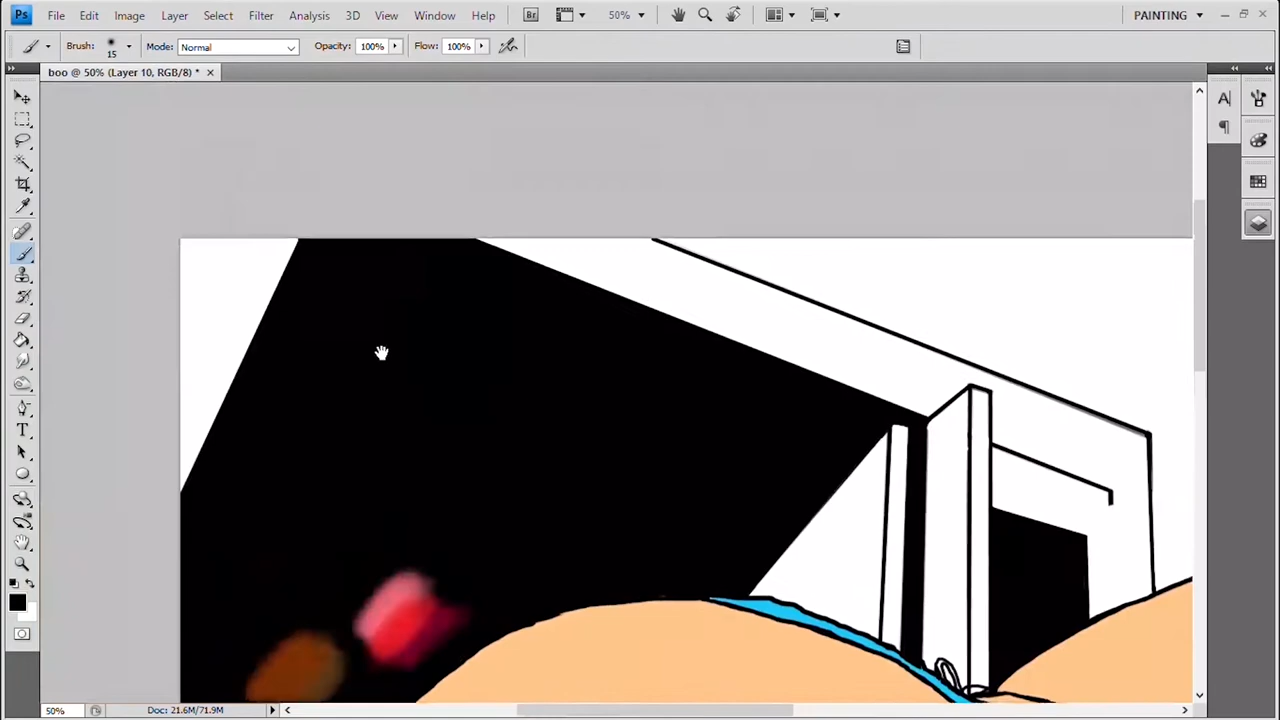 Ps File Edit Image Layer Select Filter Analysis 3D View Window Help Br 50% PAINTING
Brush: 15 Mode: Normal Opacity: 100% Flow: 100%
boo @ 50% (Layer 10, RGB/8) *
50% Doc: 21.6M/71.9M